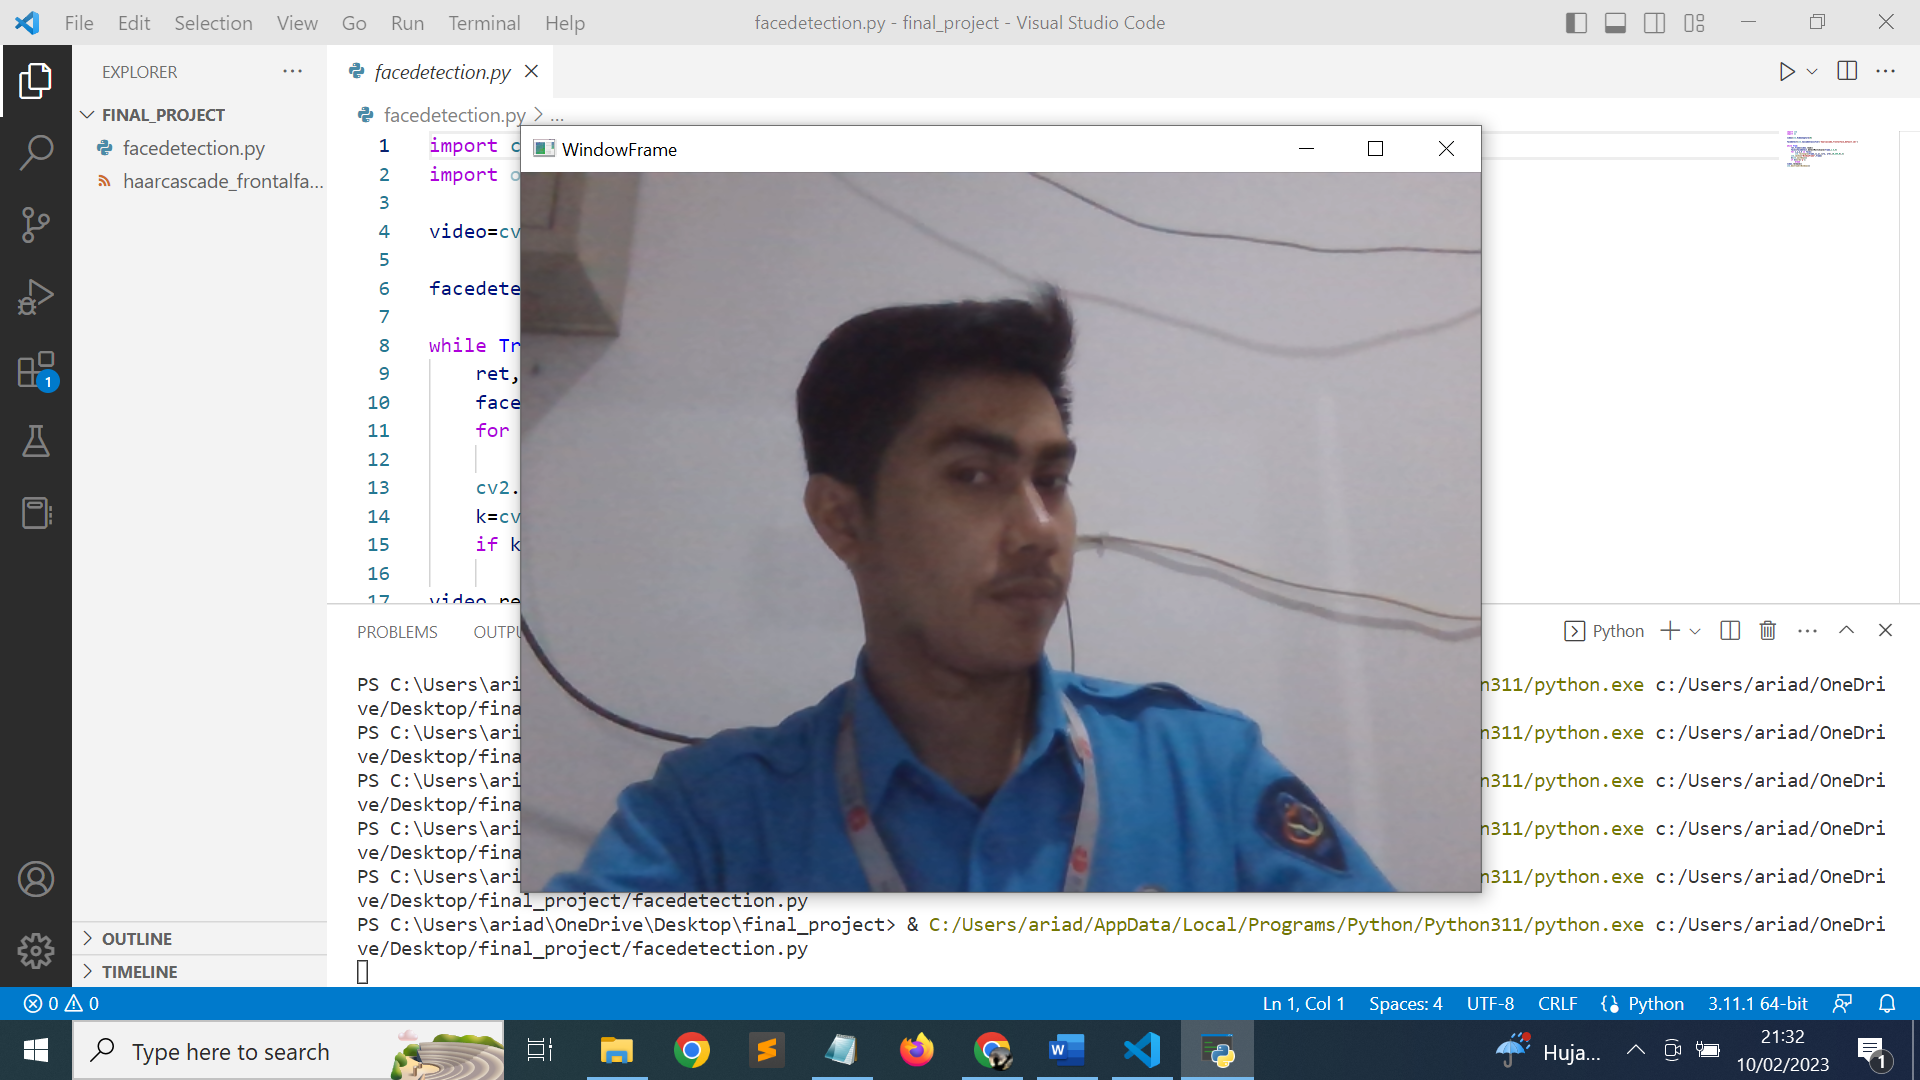 File Edit Selection View Go Run Terminal Help
facedetection.py - final_project - Visual Studio Code
EXPLORER
FINAL_PROJECT
facedetection.py
haarcascade_frontalfa...
OUTLINE
TIMELINE
facedetection.py
facedetection.py > ...
WindowFrame
1 import c
2 import o
3
4 video=cv
5
6 facedete
7
8 while Tr
9 ret,
10 face
11 for
12
13 cv2.
14 k=cv
15 if k
16
17 video.re
PROBLEMS OUTPU
Python
PS C:\Users\ari n311/python.exe c:/Users/ariad/OneDri
ve/Desktop/fina
PS C:\Users\ari n311/python.exe c:/Users/ariad/OneDri
ve/Desktop/fina
PS C:\Users\ari n311/python.exe c:/Users/ariad/OneDri
ve/Desktop/fina
PS C:\Users\ari n311/python.exe c:/Users/ariad/OneDri
ve/Desktop/fina
PS C:\Users\ari n311/python.exe c:/Users/ariad/OneDri
ve/Desktop/final_project/facedetection.py
PS C:\Users\ariad\OneDrive\Desktop\final_project> & C:/Users/ariad/AppData/Local/Programs/Python/Python311/python.exe c:/Users/ariad/OneDri
ve/Desktop/final_project/facedetection.py
1
0 0
Ln 1, Col 1 Spaces: 4 UTF-8 CRLF Python 3.11.1 64-bit
Type here to search
Huja...
21:32
10/02/2023
1